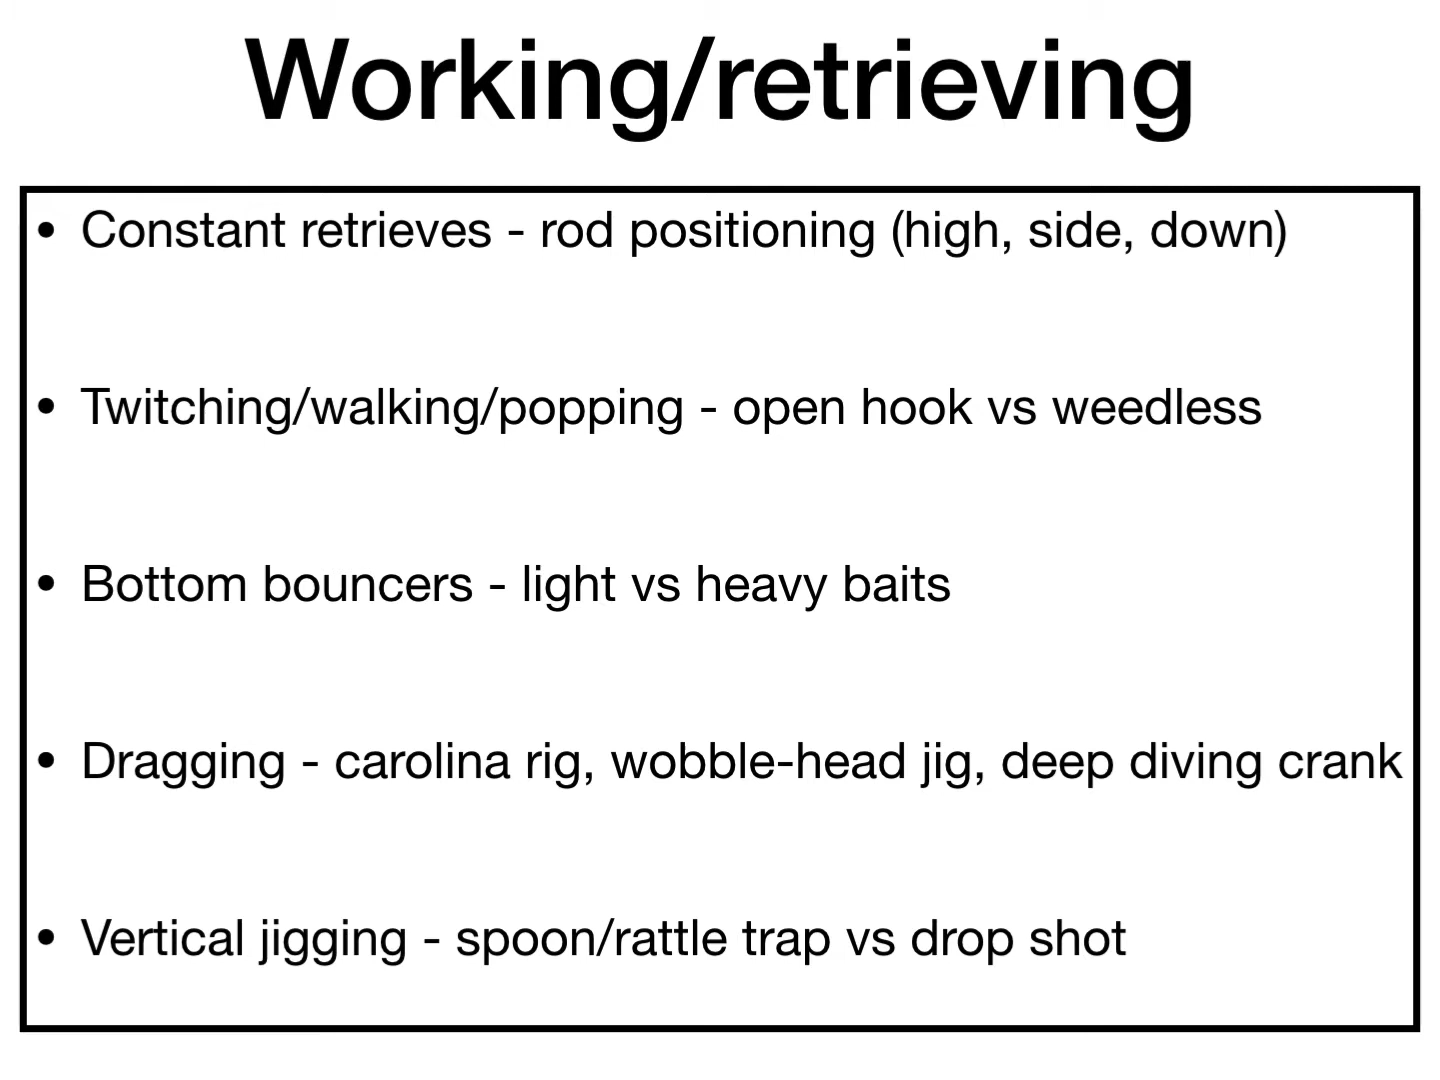 Working/retrieving
• Constant retrieves - rod positioning (high, side, down)
• Twitching/walking/popping - open hook vs weedless
• Bottom bouncers - light vs heavy baits
• Dragging - carolina rig, wobble-head jig, deep diving crank
• Vertical jigging - spoon/rattle trap vs drop shot